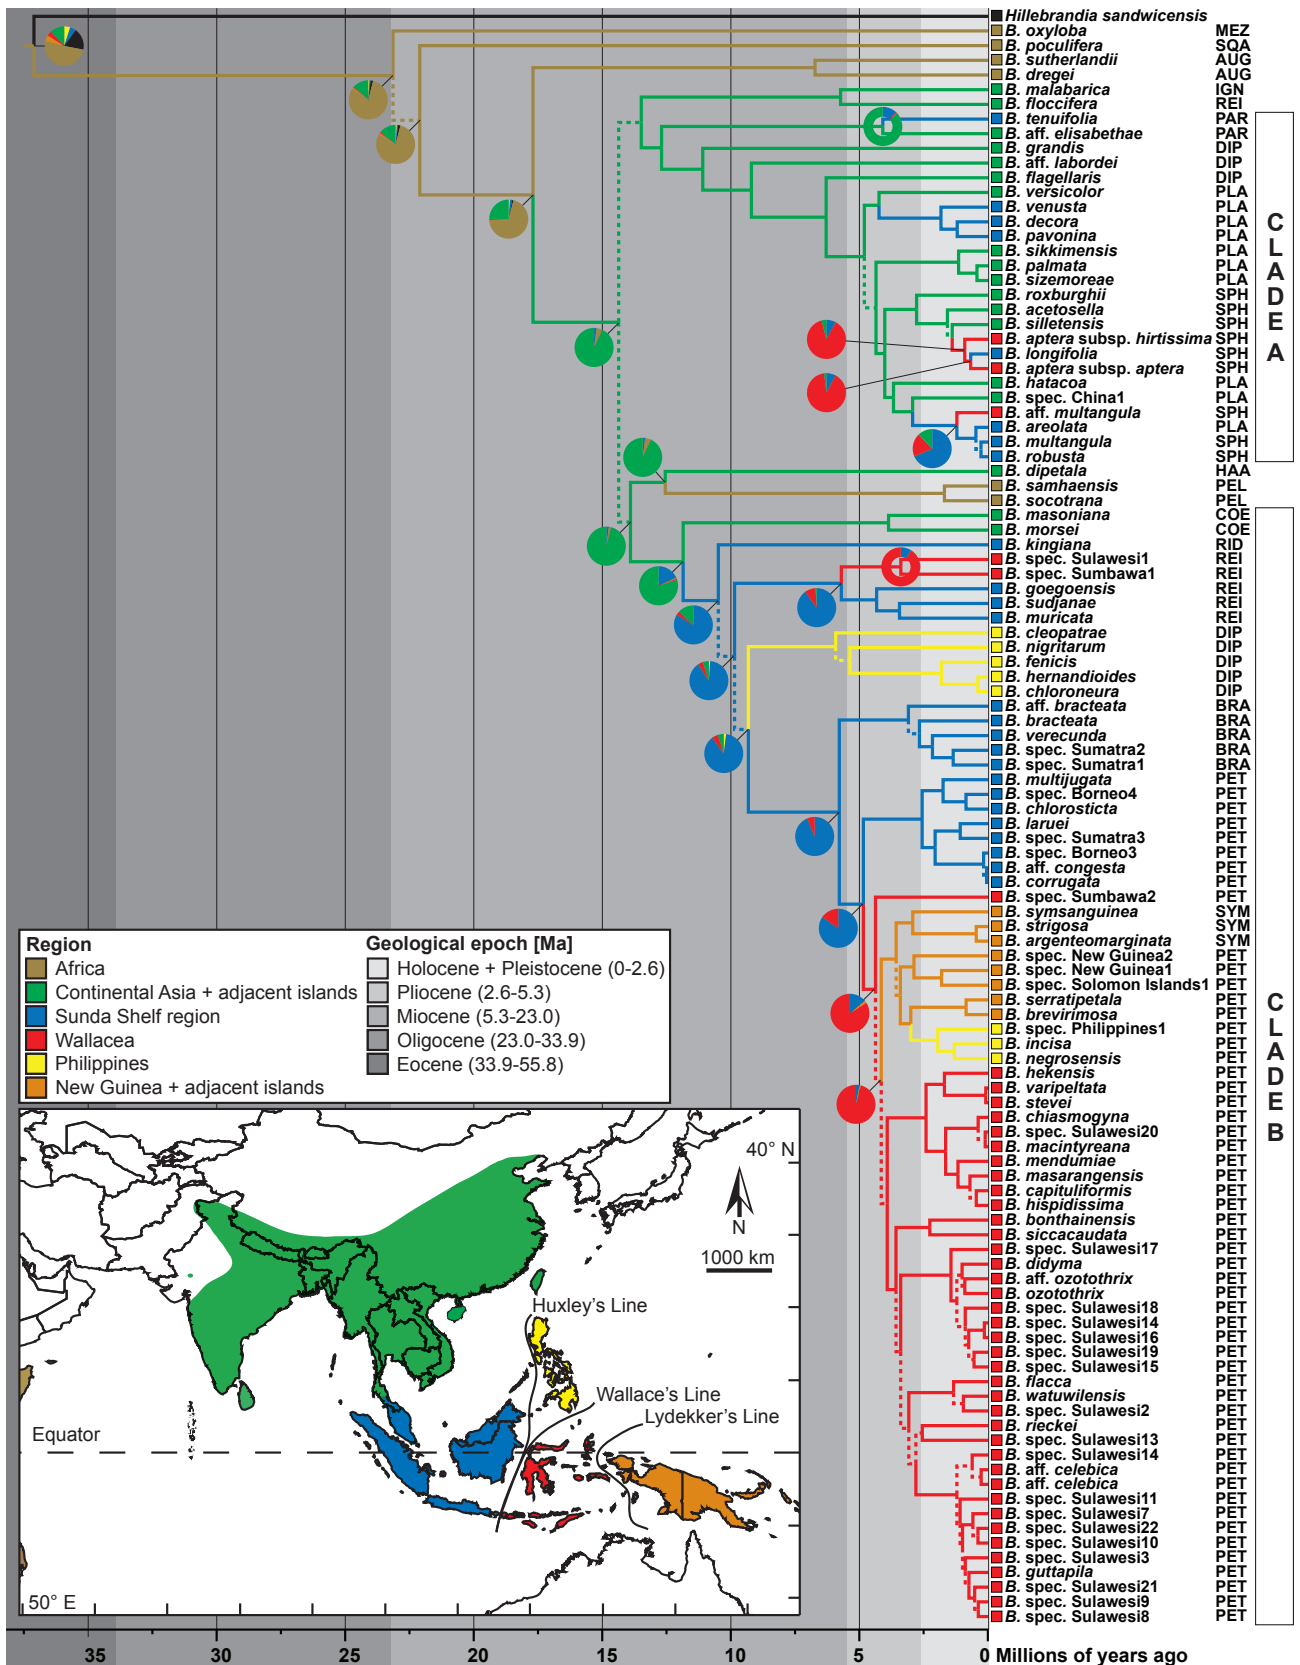 Hillebrandia sandwicensis
B. oxyloba MEZ
B. poculifera SQA
B. sutherlandii AUG
B. dregei AUG
B. malabarica IGN
B. floccifera REI
B. tenuifolia PAR
B. aff. elisabethae PAR
B. grandis DIP
B. aff. labordei DIP
B. flagellaris DIP
B. versicolor PLA
B. venusta PLA
B. decora PLA
B. pavonina PLA
B. sikkimensis PLA
B. palmata PLA
B. sizemoreae PLA
B. roxburghii SPH
B. acetosella SPH
B. silletensis SPH
B. aptera subsp. hirtissima SPH
B. longifolia SPH
B. aptera subsp. aptera SPH
B. hatacoa PLA
B. spec. China1 PLA
B. aff. multangula SPH
B. areolata PLA
B. multangula SPH
B. robusta SPH
CLADE A
B. dipetala HAA
B. samhaensis PEL
B. socotrana PEL
B. masoniana COE
B. morsei COE
B. kingiana RID
B. spec. Sulawesi1 REI
B. spec. Sumbawa1 REI
B. goegoensis REI
B. sudjanae REI
B. muricata REI
B. cleopatrae DIP
B. nigritarum DIP
B. fenicis DIP
B. hernandioides DIP
B. chloroneura DIP
B. aff. bracteata BRA
B. bracteata BRA
B. verecunda BRA
B. spec. Sumatra2 BRA
B. spec. Sumatra1 BRA
B. multijugata PET
B. spec. Borneo4 PET
B. chlorosticta PET
B. laruei PET
B. spec. Sumatra3 PET
B. spec. Borneo3 PET
B. aff. congesta PET
B. corrugata PET
B. spec. Sumbawa2 PET
B. symsanguinea SYM
B. strigosa SYM
B. argenteomarginata SYM
B. spec. New Guinea2 PET
B. spec. New Guinea1 PET
B. spec. Solomon Islands1 PET
B. serratipetala PET
B. brevirimosa PET
B. spec. Philippines1 PET
B. incisa PET
B. negrosensis PET
B. hekensis PET
B. varipeltata PET
B. stevei PET
B. chiasmogyna PET
B. spec. Sulawesi20 PET
B. macintyreana PET
B. mendumiae PET
B. masarangensis PET
B. capituliformis PET
B. hispidissima PET
B. bonthainensis PET
B. siccacaudata PET
B. spec. Sulawesi17 PET
B. didyma PET
B. aff. ozotothrix PET
B. ozotothrix PET
B. spec. Sulawesi18 PET
B. spec. Sulawesi14 PET
B. spec. Sulawesi16 PET
B. spec. Sulawesi19 PET
B. spec. Sulawesi15 PET
B. flacca PET
B. watuwilensis PET
B. spec. Sulawesi2 PET
B. rieckei PET
B. spec. Sulawesi13 PET
B. spec. Sulawesi14 PET
B. aff. celebica PET
B. aff. celebica PET
B. spec. Sulawesi11 PET
B. spec. Sulawesi7 PET
B. spec. Sulawesi22 PET
B. spec. Sulawesi10 PET
B. spec. Sulawesi3 PET
B. guttapila PET
B. spec. Sulawesi21 PET
B. spec. Sulawesi9 PET
B. spec. Sulawesi8 PET
CLADE B
Region
Africa
Continental Asia + adjacent islands
Sunda Shelf region
Wallacea
Philippines
New Guinea + adjacent islands
Geological epoch [Ma]
Holocene + Pleistocene (0-2.6)
Pliocene (2.6-5.3)
Miocene (5.3-23.0)
Oligocene (23.0-33.9)
Eocene (33.9-55.8)
40° N
N
1000 km
Huxley's Line
Wallace's Line
Lydekker's Line
Equator
50° E
35 30 25 20 15 10 5 0 Millions of years ago